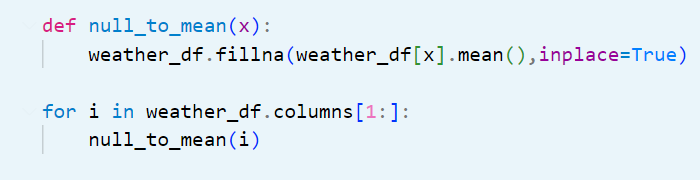 def null_to_mean(x):
    weather_df.fillna(weather_df[x].mean(),inplace=True)
for i in weather_df.columns[1:]:
    null_to_mean(i)